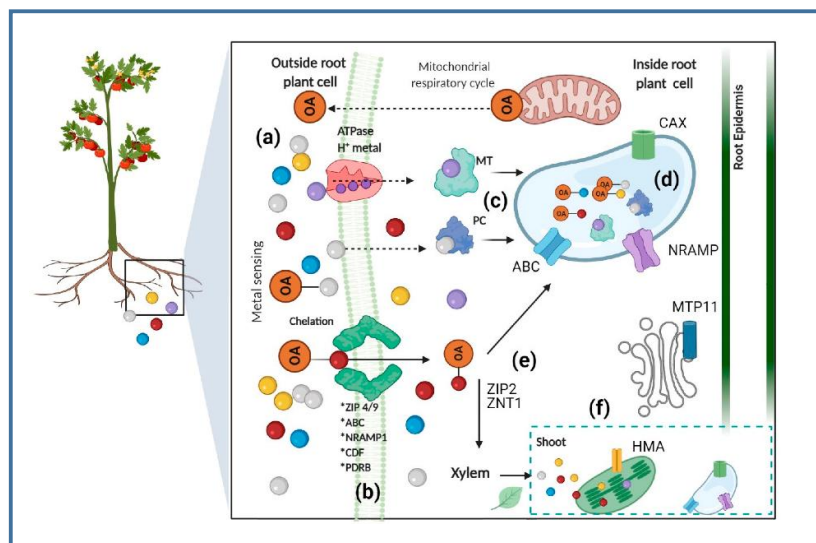 Outside root
plant cell
Mitochondrial
respiratory cycle
Inside root
plant cell
OA
OA
(a)
ATPase
H⁺ metal
CAX
MT
(c)
(d)
OA
OA
OA
OA
PC
ABC
NRAMP
Root Epidermis
Metal sensing
OA
Chelation
OA
OA
(e)
MTP11
ZIP2
ZNT1
*ZIP 4/9
*ABC
*NRAMP1
*CDF
*PDRB
(b)
(f)
Shoot
HMA
Xylem